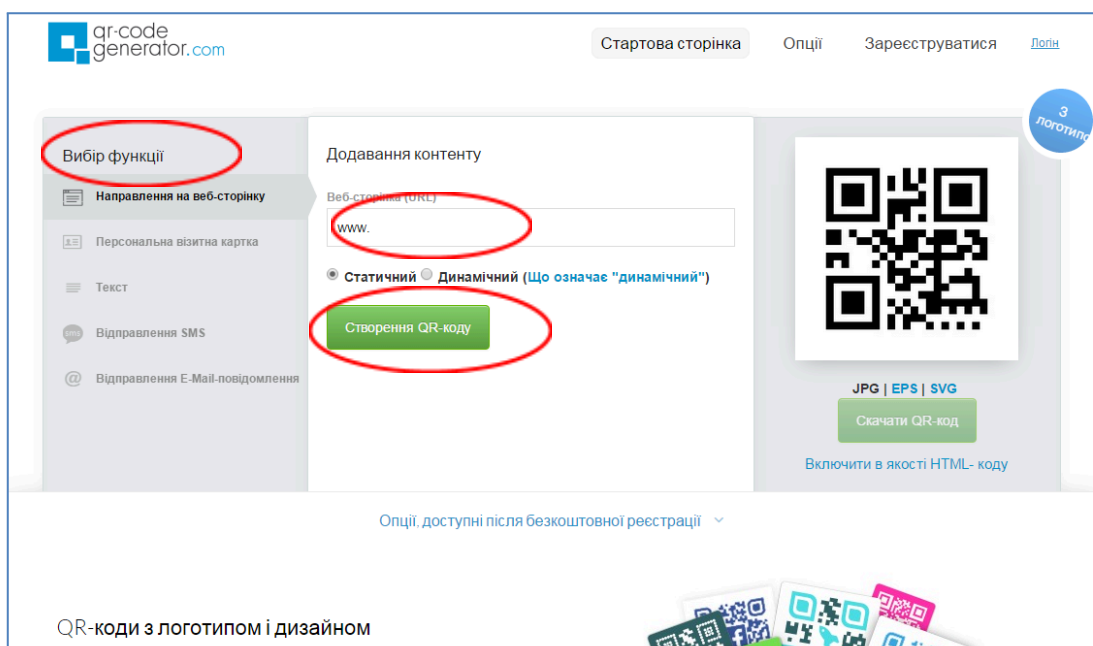 qr-code
generator.com
Стартова сторінка
Опції
Зареєструватися
Логін
З
логотипо
Вибір функції
Направлення на веб-сторінку
Персональна візитна картка
Текст
sms
Відправлення SMS
@
Відправлення E-Mail-повідомлення
Додавання контенту
Веб-сторінка (URL)
www.
Статичний Динамічний (Що означає "динамічний")
Створення QR-коду
JPG | EPS | SVG
Скачати QR-код
Включити в якості HTML- коду
Опції, доступні після безкоштовної реєстрації
QR-коди з логотипом і дизайном